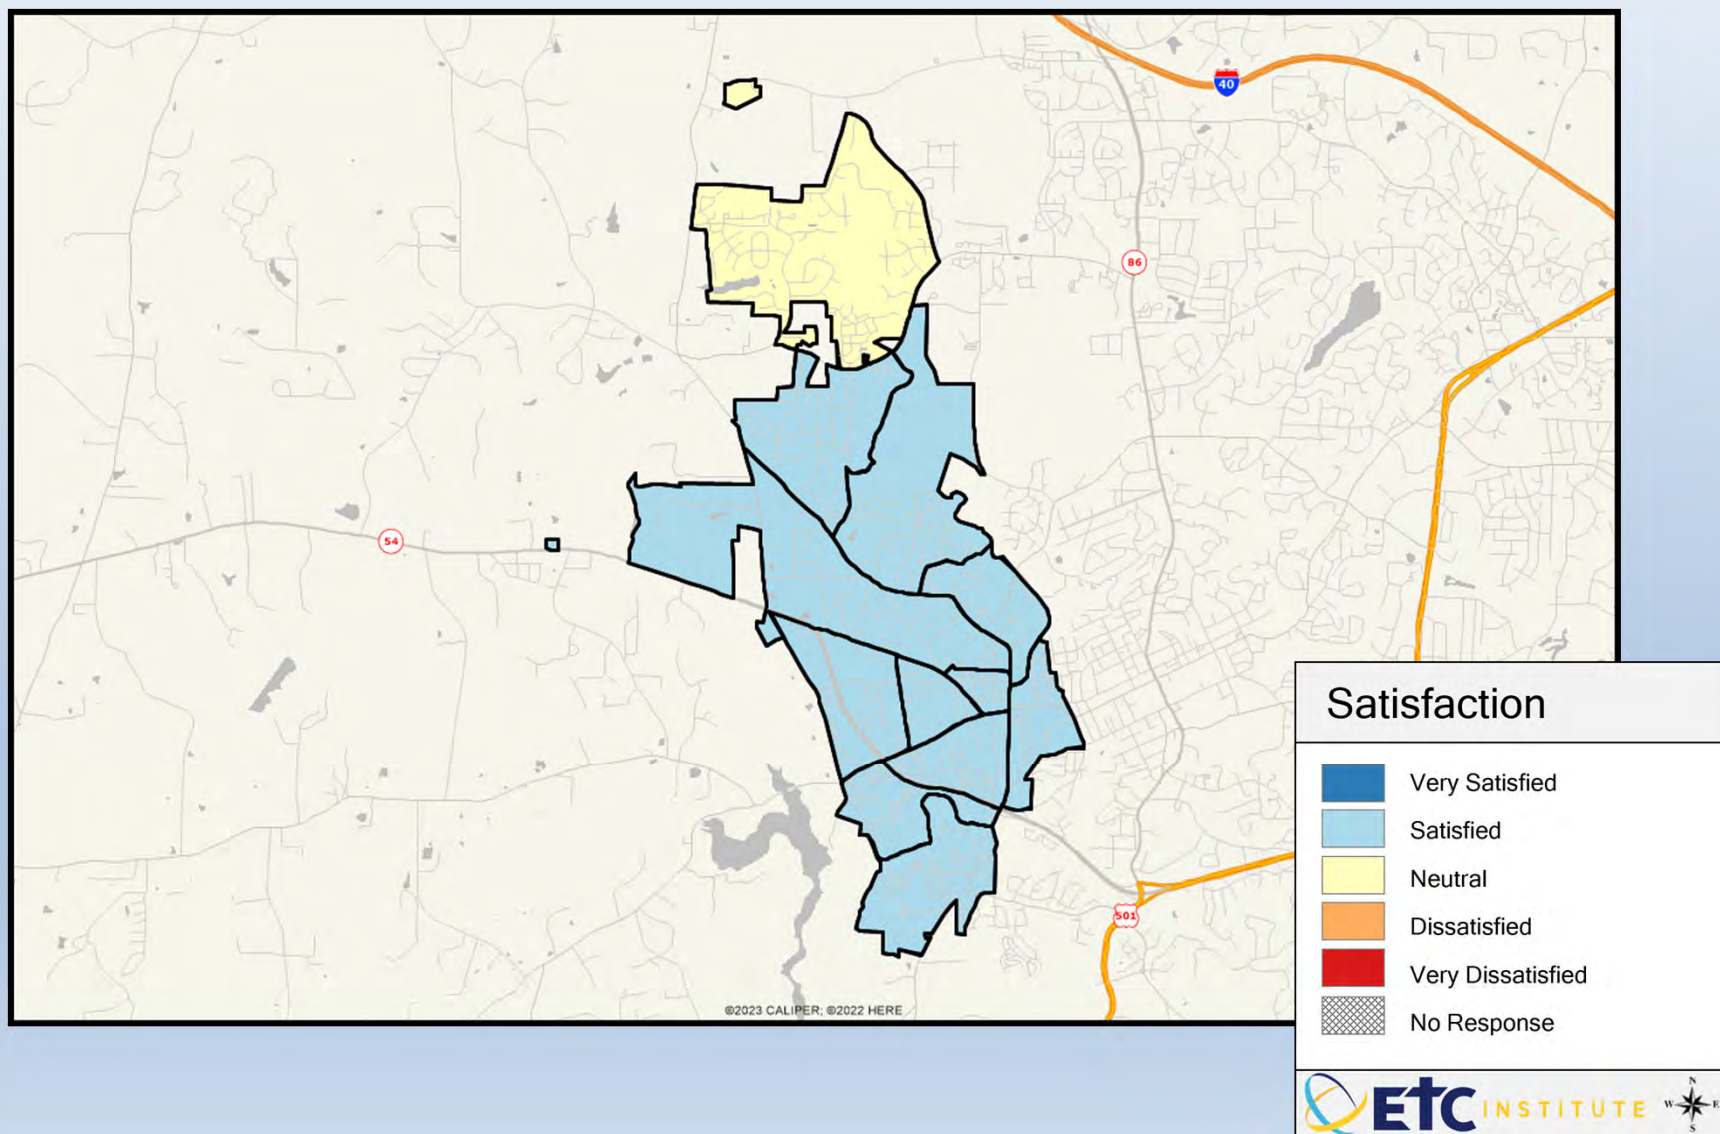 40
86
54
501
©2023 CALIPER; ©2022 HERE
Satisfaction
Very Satisfied
Satisfied
Neutral
Dissatisfied
Very Dissatisfied
No Response
ETC INSTITUTE
N
W E
S